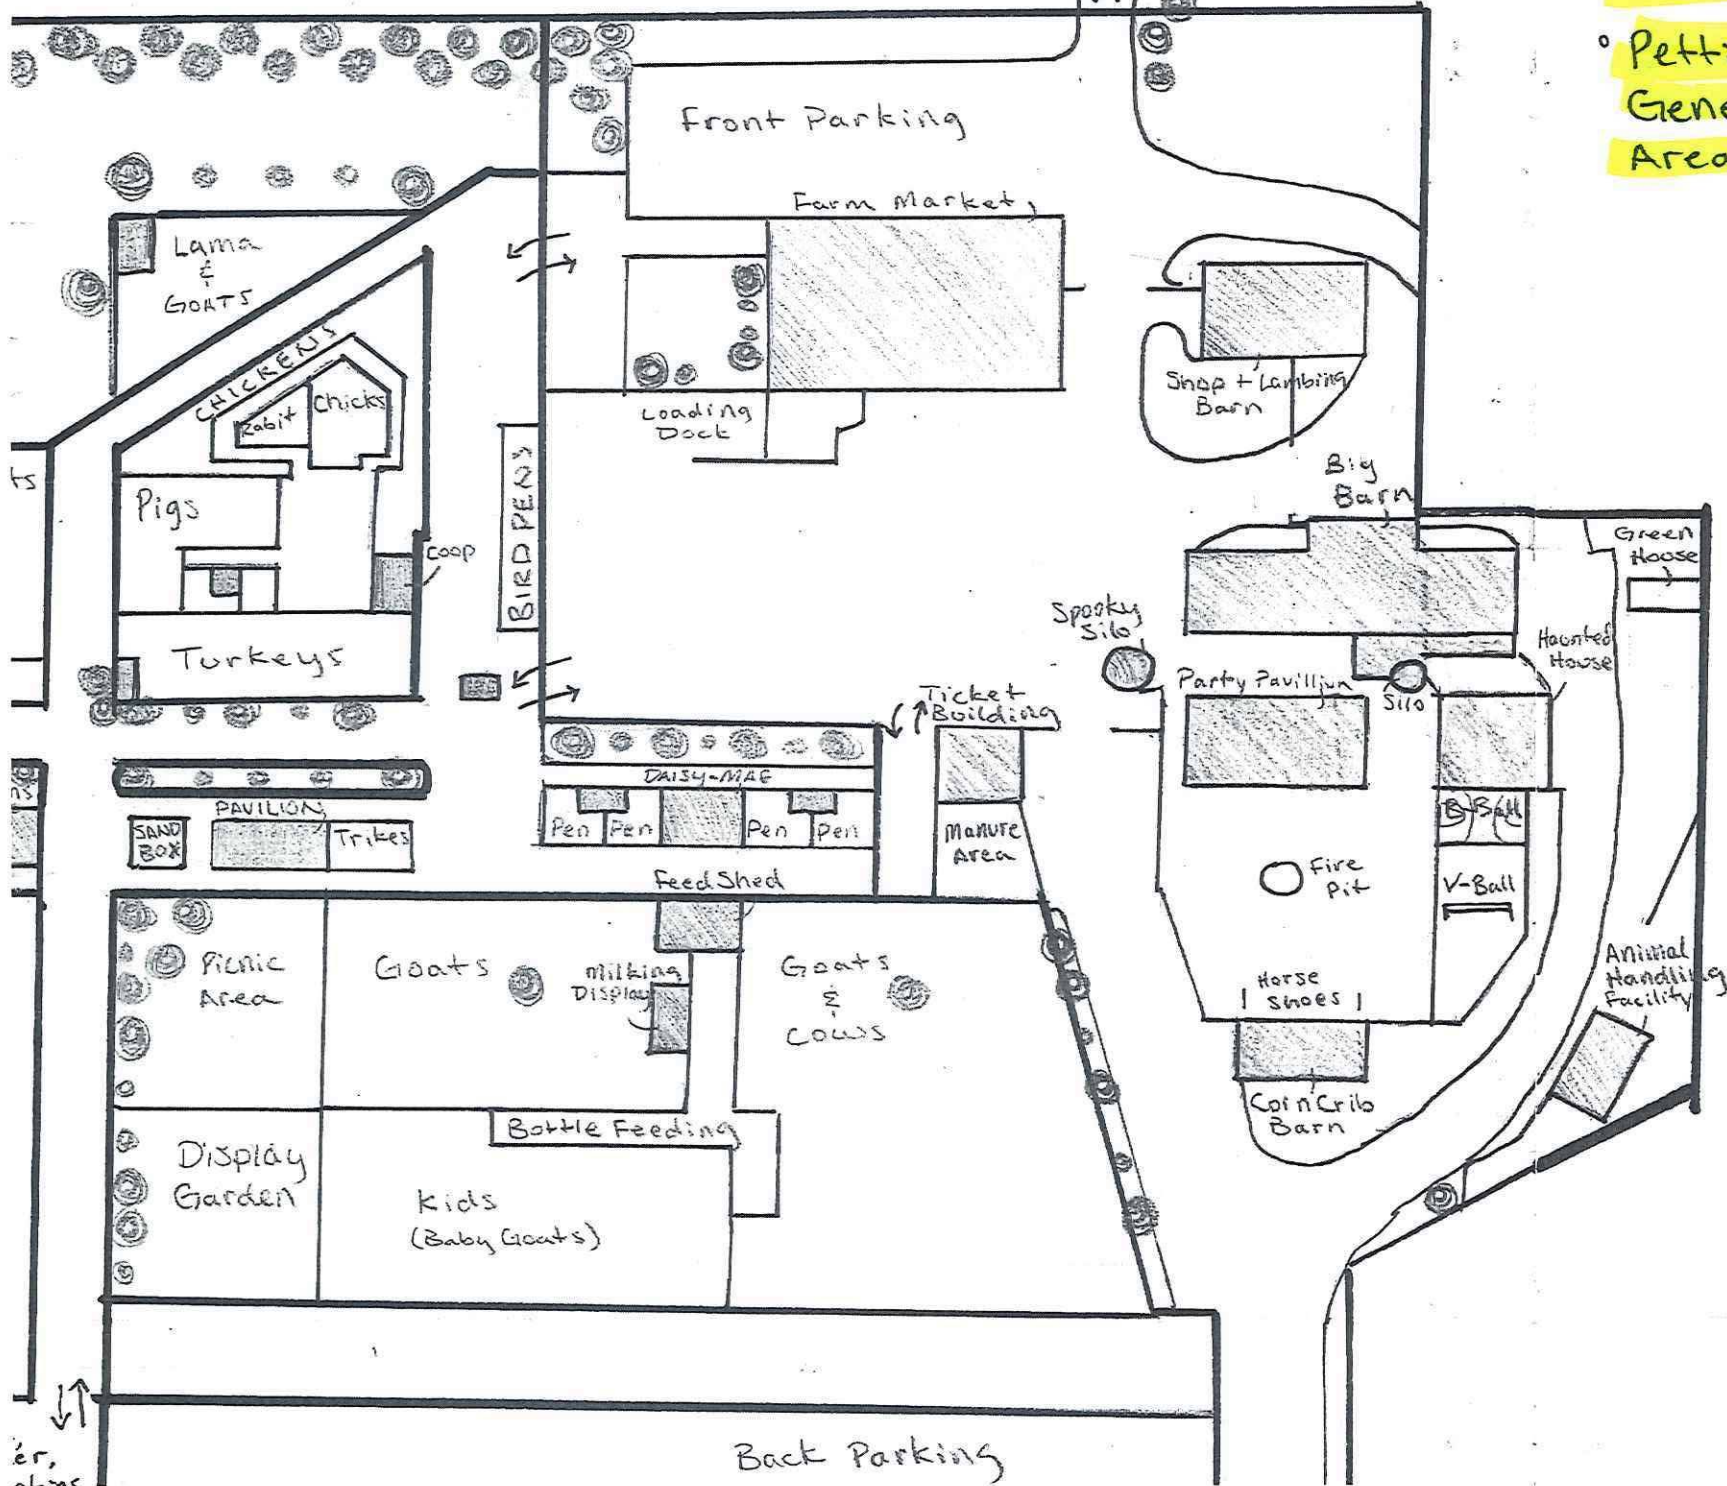 Front Parking
Farm Market
Lama
&
GOATS
CHICKENS
Rabit
Chicks
Loading
Dock
Shop + Lambing
Barn
Pigs
BIRD PENS
Big
Barn
COOP
Green
House
Spooky
Silo
Haunted
House
Turkeys
Party Pavillion
Silo
Ticket
Building
DAISY-MAE
PAVILION
SAND
BOX
Trikes
Pen
Pen
Pen
Pen
Manure
Area
B-Ball
Fire
Pit
V-Ball
Feed Shed
Picnic
Area
Goats
Milking
Display
Goats
&
Cows
Horse
Shoes
Animal
Handling
Facility
Corn Crib
Barn
Bottle Feeding
Display
Garden
Kids
(Baby Goats)
Back Parking